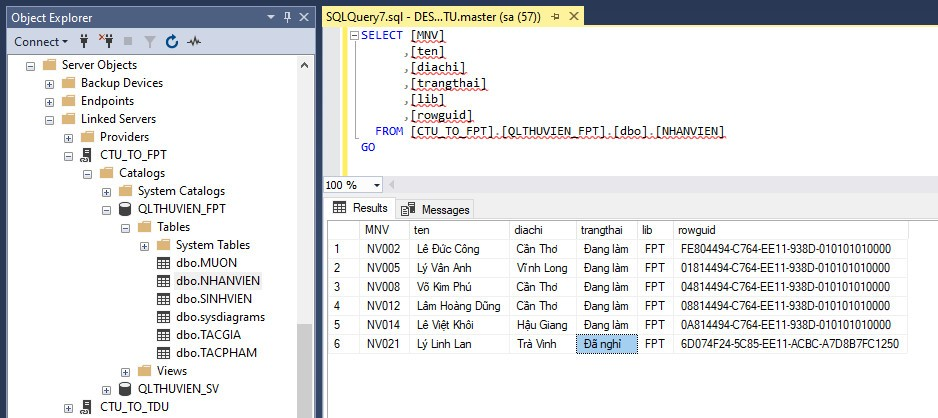 Object Explorer
Connect
Server Objects
Backup Devices
Endpoints
Linked Servers
Providers
CTU_TO_FPT
Catalogs
System Catalogs
QLTHUVIEN_FPT
Tables
System Tables
dbo.MUON
dbo.NHANVIEN
dbo.SINHVIEN
dbo.sysdiagrams
dbo.TACGIA
dbo.TACPHAM
Views
QLTHUVIEN_SV
CTU_TO_TDU
SQLQuery7.sql - DES...TU.master (sa (57))
SELECT [MNV]
,[ten]
,[diachi]
,[trangthai]
,[lib]
,[rowguid]
FROM [CTU_TO_FPT].[QLTHUVIEN_FPT].[dbo].[NHANVIEN]
GO
100 %
Results Messages
MNV ten diachi trangthai lib rowguid
1 NV002 Lê Đức Công Cần Thơ Đang làm FPT FE804494-C764-EE11-938D-010101010000
2 NV005 Lý Vân Anh Vĩnh Long Đang làm FPT 01814494-C764-EE11-938D-010101010000
3 NV008 Võ Kim Phú Cần Thơ Đang làm FPT 04814494-C764-EE11-938D-010101010000
4 NV012 Lâm Hoàng Dũng Cần Thơ Đang làm FPT 08814494-C764-EE11-938D-010101010000
5 NV014 Lê Việt Khôi Hậu Giang Đang làm FPT 0A814494-C764-EE11-938D-010101010000
6 NV021 Lý Linh Lan Trà Vinh Đã nghỉ FPT 6D074F24-5C85-EE11-ACBC-A7D8B7FC1250